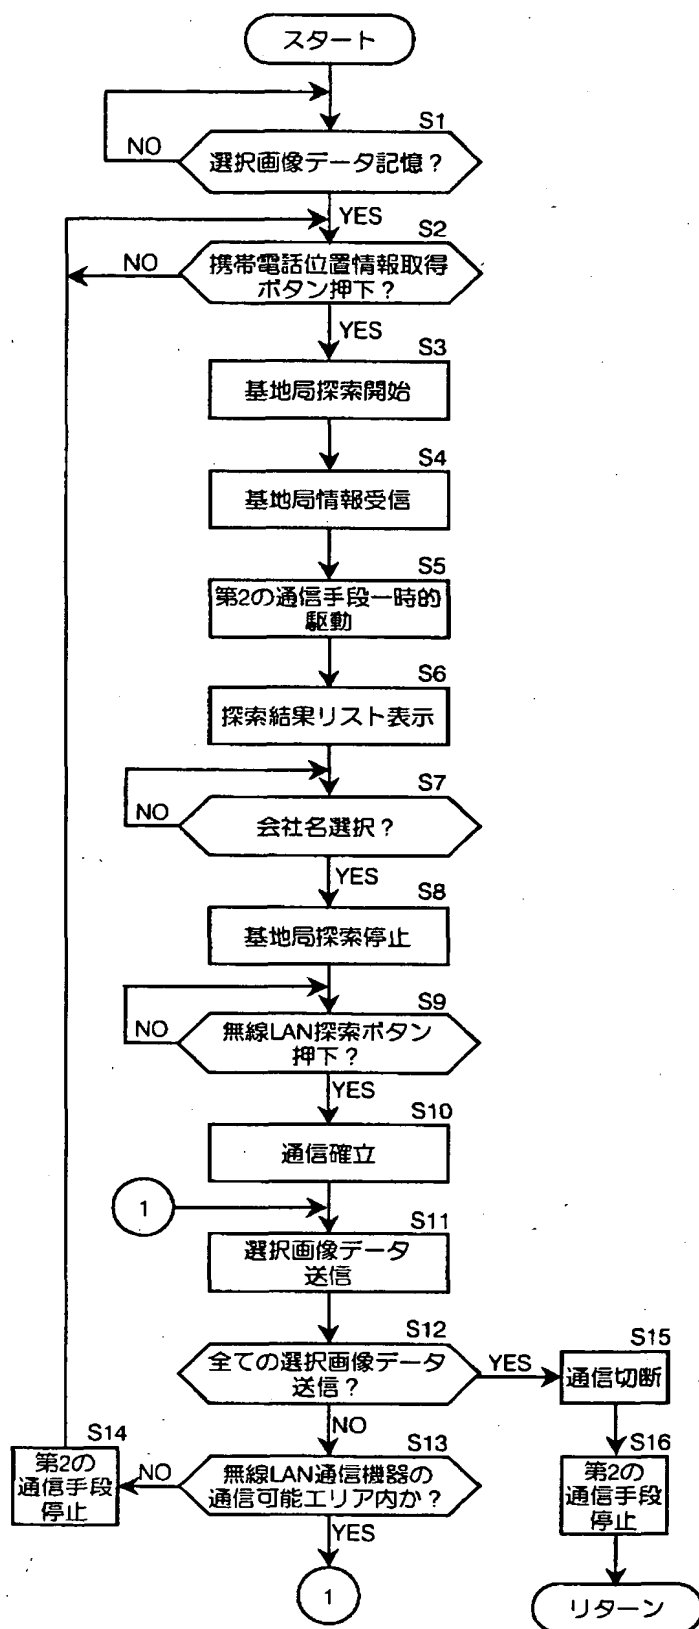 スタート
S1
NO
選択画像データ記憶？
YES
S2
NO
携帯電話位置情報取得
ボタン押下？
YES
S3
基地局探索開始
S4
基地局情報受信
S5
第2の通信手段一時的
駆動
S6
探索結果リスト表示
S7
NO
会社名選択？
YES
S8
基地局探索停止
S9
NO
無線LAN探索ボタン
押下？
YES
S10
通信確立
1
S11
選択画像データ
送信
S12
全ての選択画像データ
送信？
YES
S15
通信切断
NO
S13
無線LAN通信機器の
通信可能エリア内か？
NO
S14
第2の
通信手段
停止
S16
第2の
通信手段
停止
YES
1
リターン